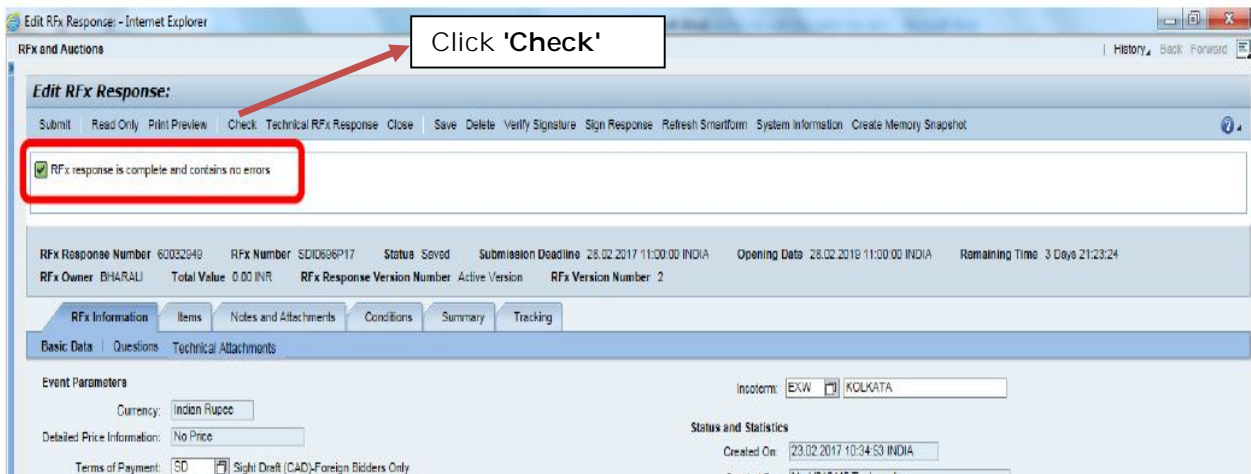 Edit RFx Response: - Internet Explorer
Click 'Check'
RFx and Auctions
History Back Forward
Edit RFx Response:
Submit Read Only Print Preview Check Technical RFx Response Close Save Delete Verify Signature Sign Response Refresh Smartform System Information Create Memory Snapshot
RFx response is complete and contains no errors
RFx Response Number 60032949 RFx Number SDI0696P17 Status Saved Submission Deadline 28.02.2017 11:00:00 INDIA Opening Date 28.02.2019 11:00:00 INDIA Remaining Time 3 Days 21:23:24
RFx Owner BHARALI Total Value 0.00 INR RFx Response Version Number Active Version RFx Version Number 2
RFx Information Items Notes and Attachments Conditions Summary Tracking
Basic Data Questions Technical Attachments
Event Parameters
Incoterm: EXW KOLKATA
Currency: Indian Rupee
Status and Statistics
Detailed Price Information: No Price
Created On: 23.02.2017 10:34:53 INDIA
Terms of Payment: SD Sight Draft (CAD)-Foreign Bidders Only